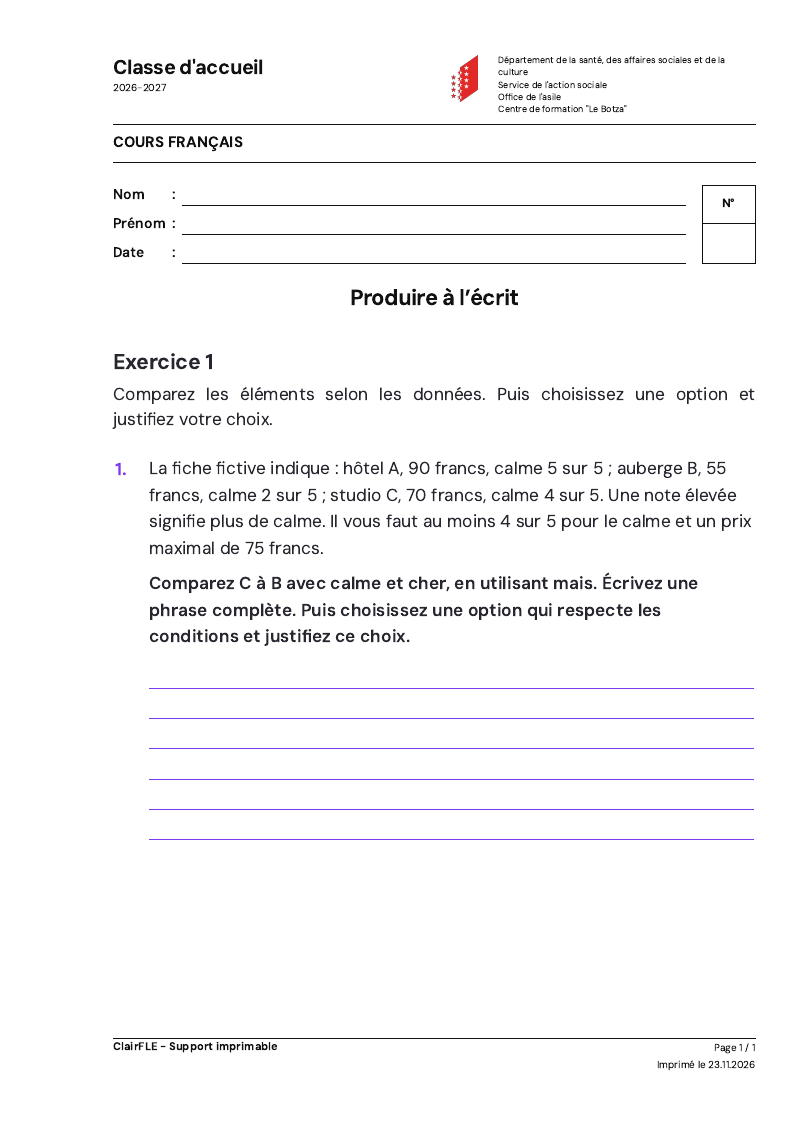 Classe d'accueil
2026-2027
Département de la santé, des affaires sociales et de la
culture
Service de l'action sociale
Office de l'asile
Centre de formation "Le Botza"
COURS FRANÇAIS
Nom :
Prénom :
Date :
N°
Produire à l’écrit
Exercice 1
Comparez les éléments selon les données. Puis choisissez une option et
justifiez votre choix.
1. La fiche fictive indique : hôtel A, 90 francs, calme 5 sur 5 ; auberge B, 55
francs, calme 2 sur 5 ; studio C, 70 francs, calme 4 sur 5. Une note élevée
signifie plus de calme. Il vous faut au moins 4 sur 5 pour le calme et un prix
maximal de 75 francs.
Comparez C à B avec calme et cher, en utilisant mais. Écrivez une
phrase complète. Puis choisissez une option qui respecte les
conditions et justifiez ce choix.
ClairFLE - Support imprimable
Page 1 / 1
Imprimé le 23.11.2026